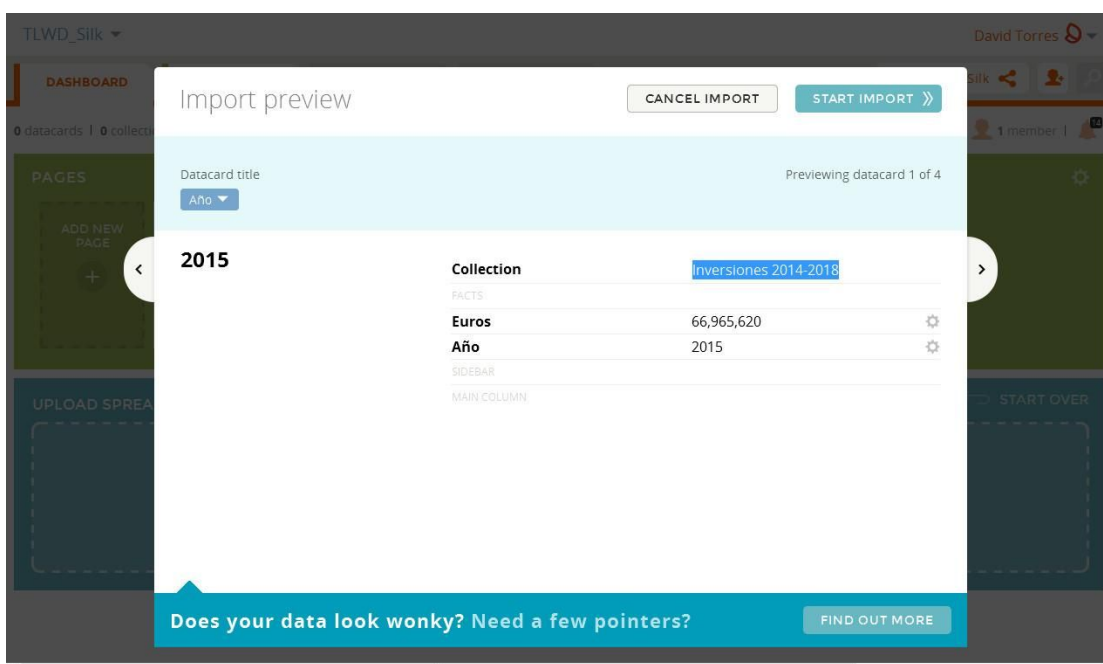 TLWD_Silk
David Torres
DASHBOARD
Silk
Import preview
CANCEL IMPORT
START IMPORT
0 datacards | 0 collecti
1 member |
14
Datacard title
Previewing datacard 1 of 4
Año
PAGES
ADD NEW
PAGE
2015
Collection Inversiones 2014-2018
FACTS
Euros 66,965,620
Año 2015
SIDEBAR
MAIN COLUMN
UPLOAD SPREA
START OVER
Does your data look wonky? Need a few pointers?
FIND OUT MORE